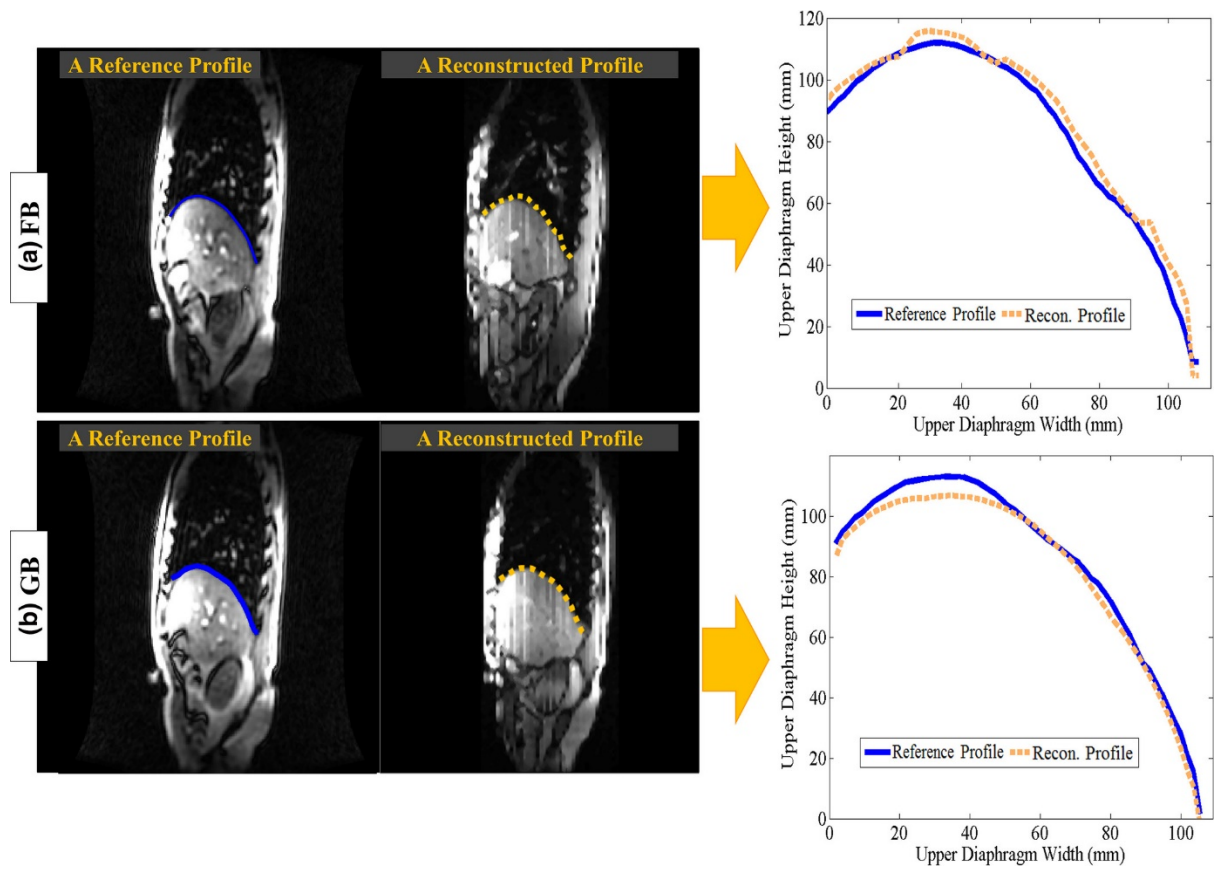 (a) FB
A Reference Profile
A Reconstructed Profile
120
100
80
60
40
20
0
Upper Diaphragm Height (mm)
Reference Profile
Recon. Profile
0
20
40
60
80
100
Upper Diaphragm Width (mm)
(b) GB
A Reference Profile
A Reconstructed Profile
100
80
60
40
20
0
Upper Diaphragm Height (mm)
Reference Profile
Recon. Profile
0
20
40
60
80
100
Upper Diaphragm Width (mm)